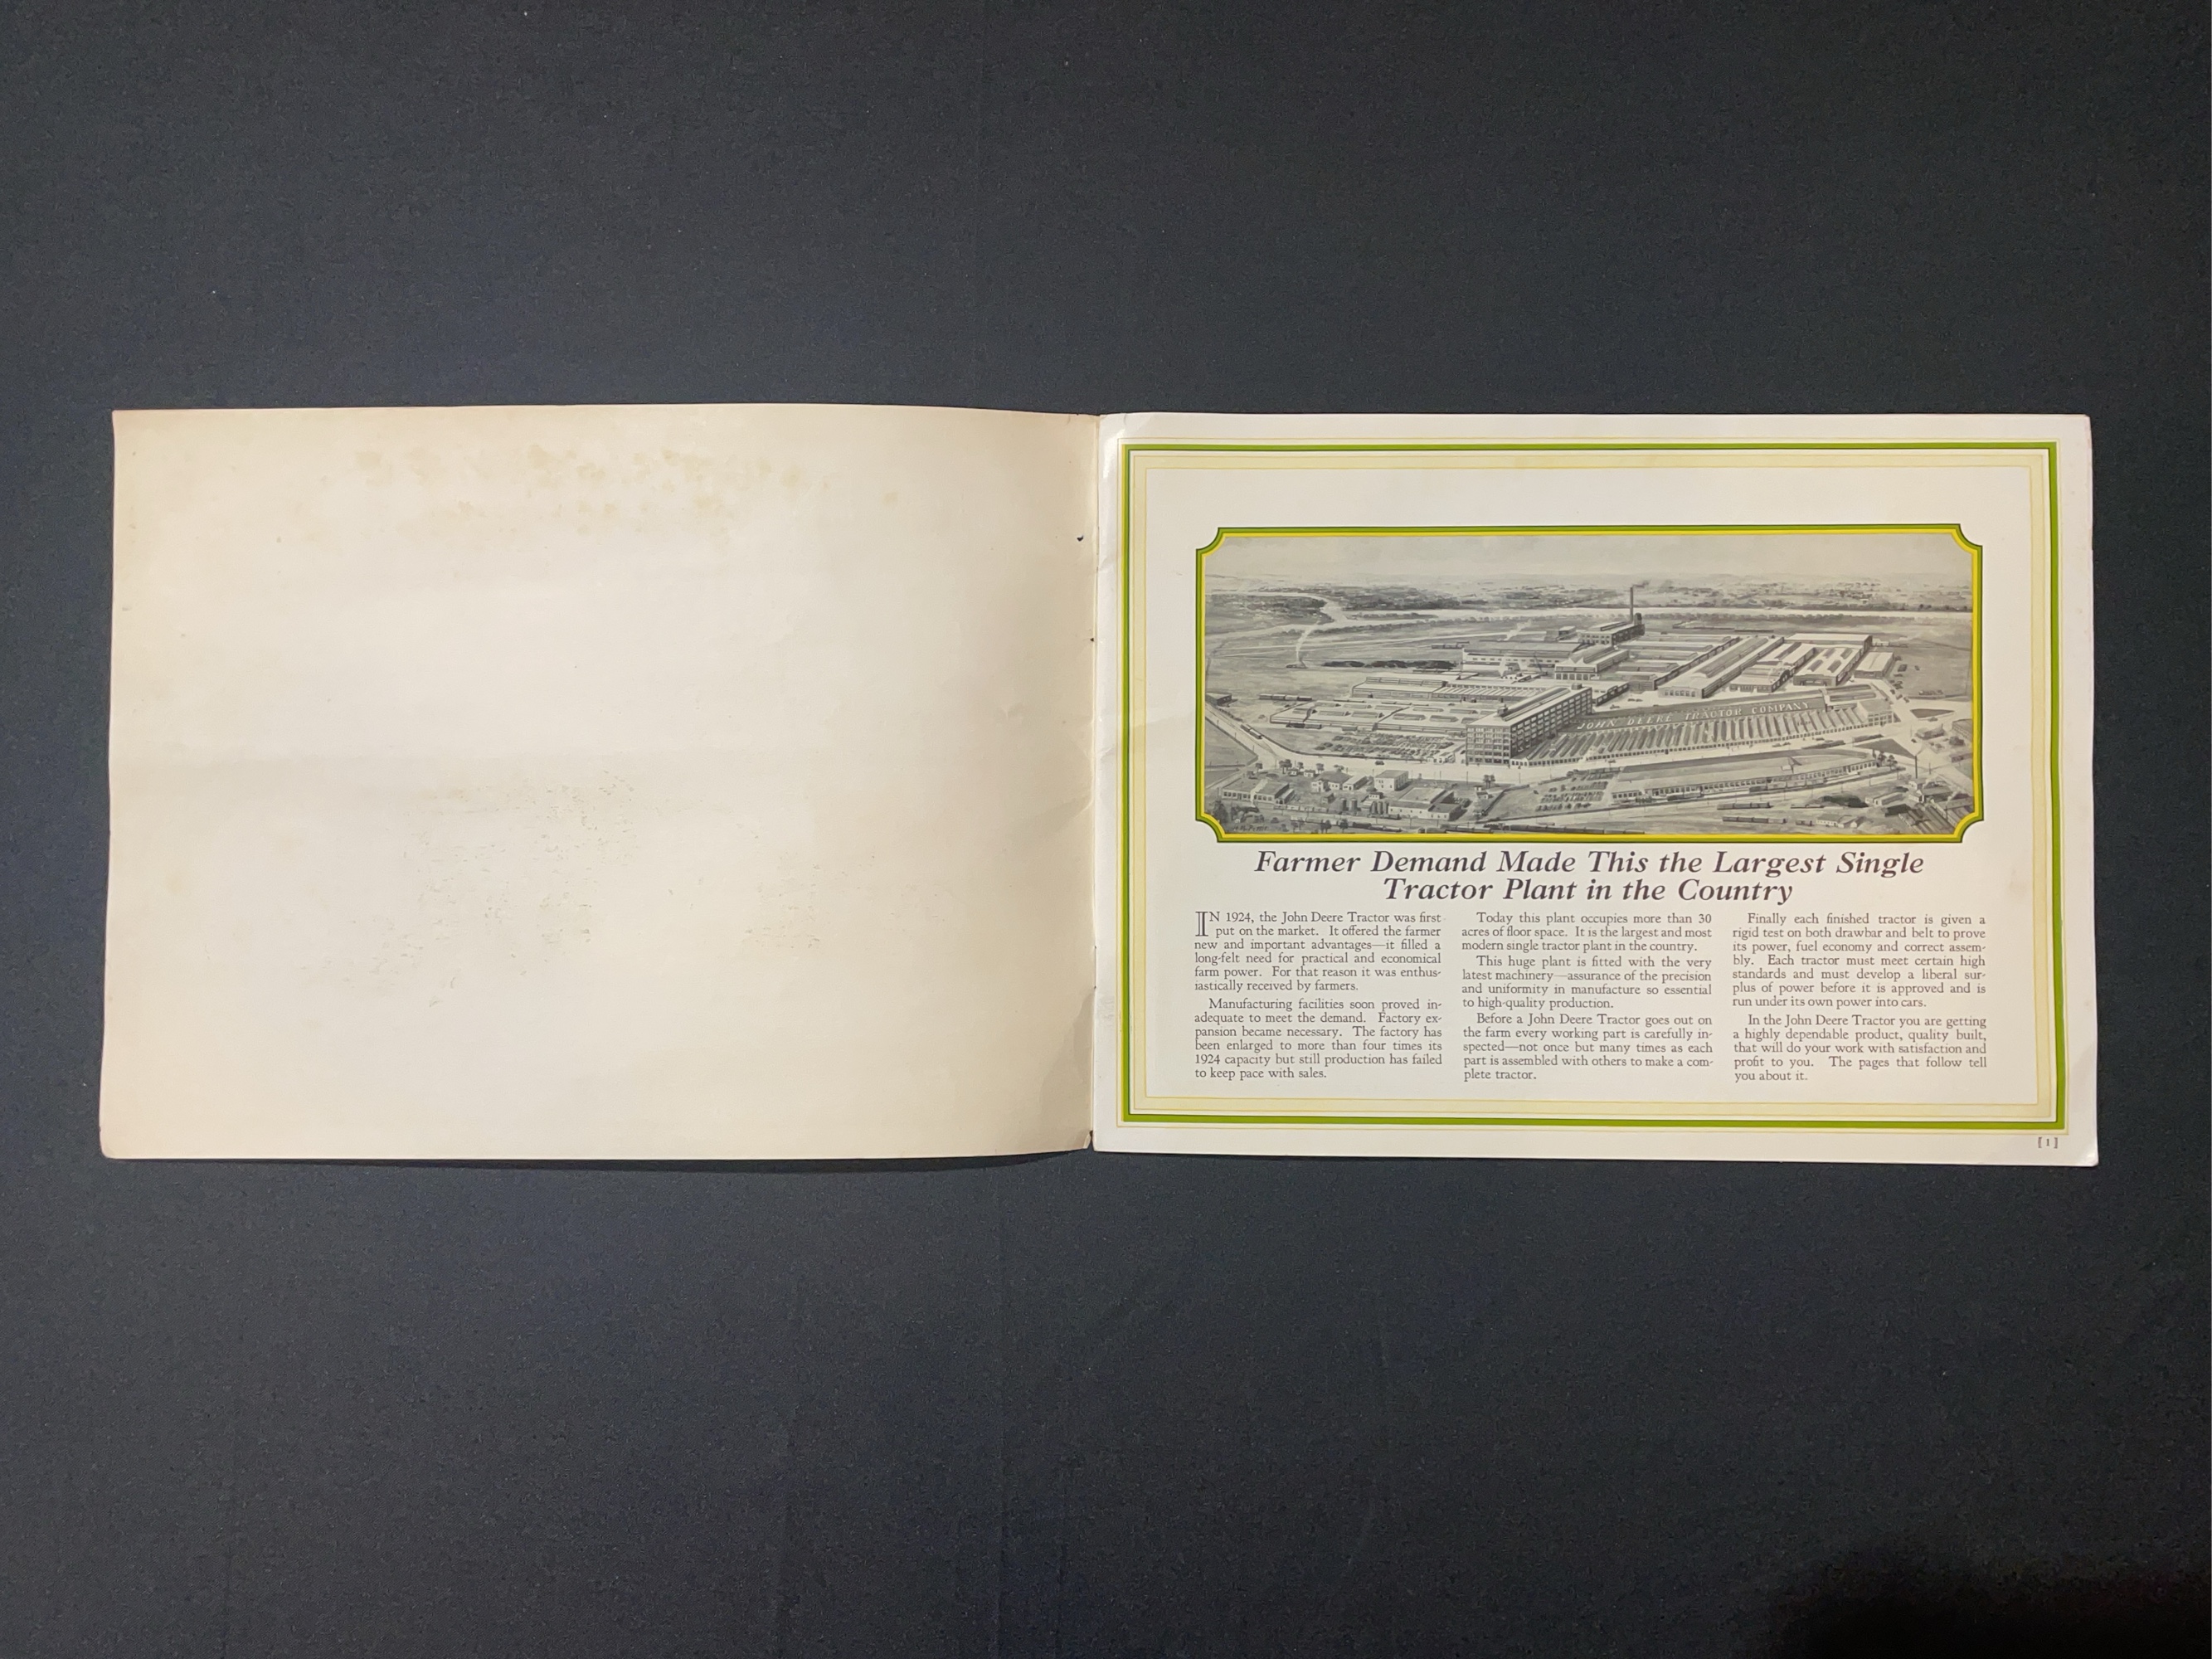 JOHN DEERE TRACTOR COMPANY
Farmer Demand Made This the Largest Single
Tractor Plant in the Country
IN 1924, the John Deere Tractor was first
put on the market. It offered the farmer
new and important advantages—it filled a
long-felt need for practical and economical
farm power. For that reason it was enthus-
iastically received by farmers.
Manufacturing facilities soon proved in-
adequate to meet the demand. Factory ex-
pansion became necessary. The factory has
been enlarged to more than four times its
1924 capacity but still production has failed
to keep pace with sales.
Today this plant occupies more than 30
acres of floor space. It is the largest and most
modern single tractor plant in the country.
This huge plant is fitted with the very
latest machinery—assurance of the precision
and uniformity in manufacture so essential
to high-quality production.
Before a John Deere Tractor goes out on
the farm every working part is carefully in-
spected—not once but many times as each
part is assembled with others to make a com-
plete tractor.
Finally each finished tractor is given a
rigid test on both drawbar and belt to prove
its power, fuel economy and correct assem-
bly. Each tractor must meet certain high
standards and must develop a liberal sur-
plus of power before it is approved and is
run under its own power into cars.
In the John Deere Tractor you are getting
a highly dependable product, quality built,
that will do your work with satisfaction and
profit to you. The pages that follow tell
you about it.
[ 1 ]